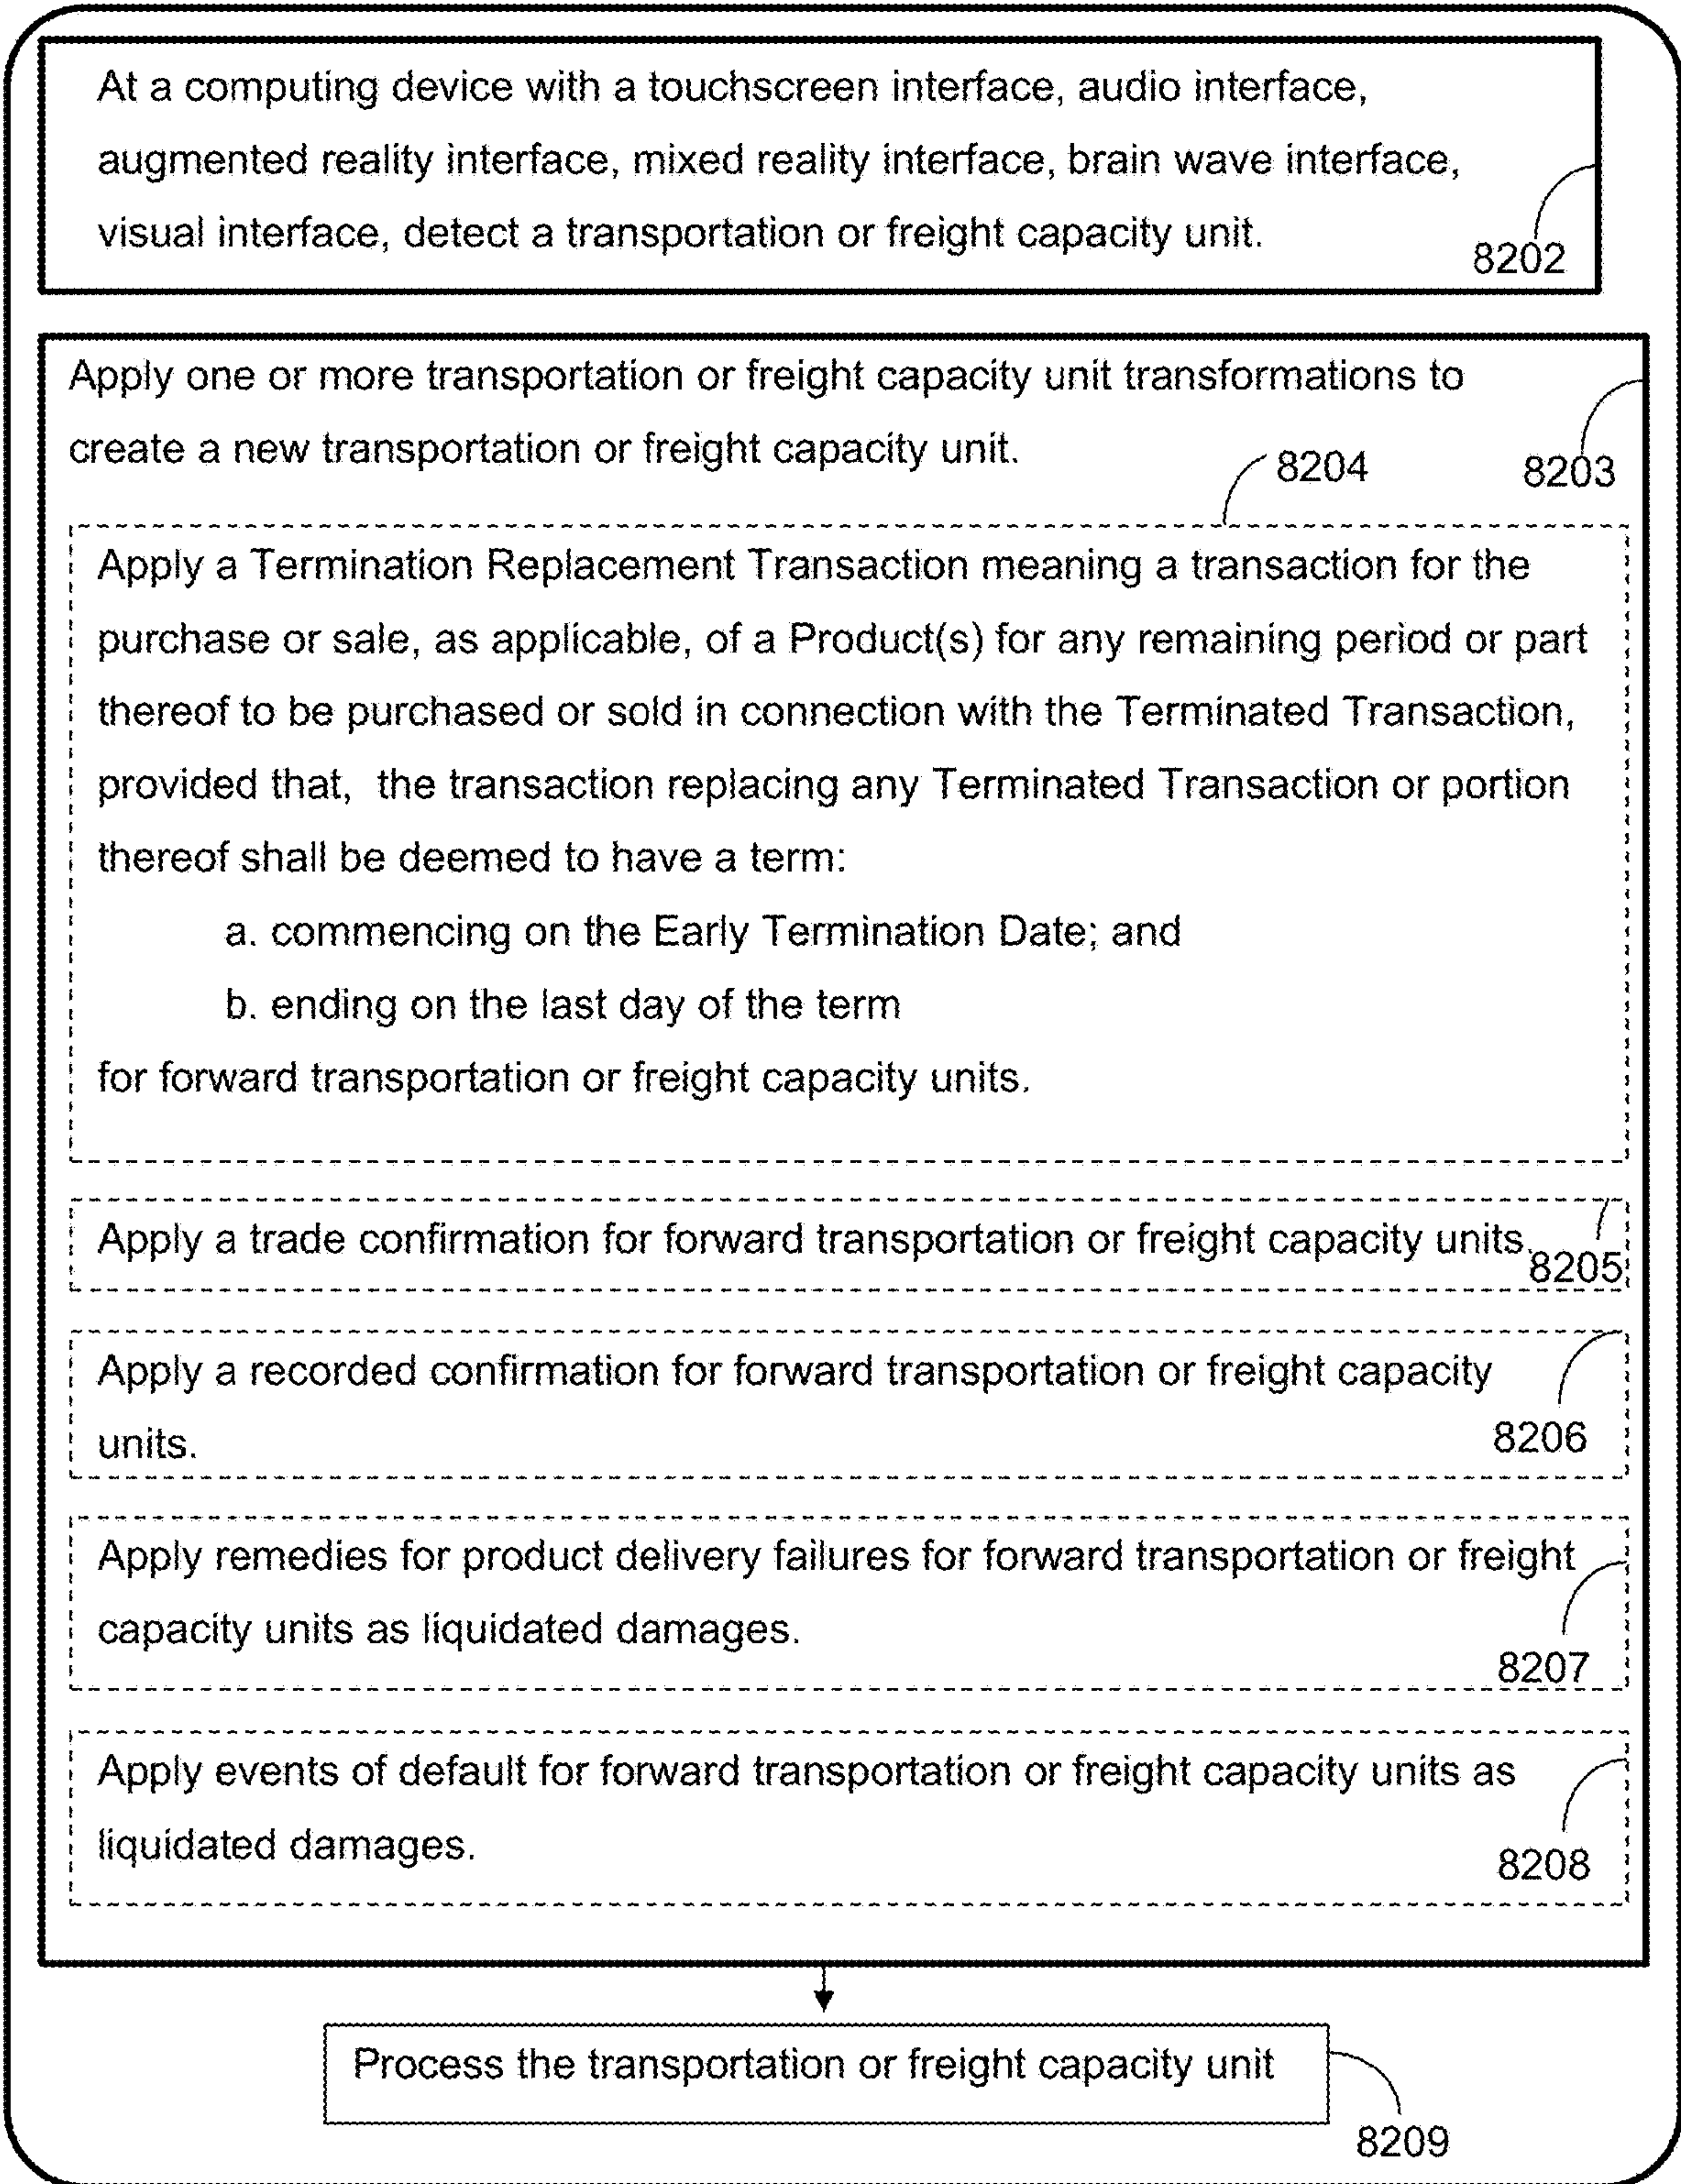 At a computing device with a touchscreen interface, audio interface,
augmented reality interface, mixed reality interface, brain wave interface,
visual interface, detect a transportation or freight capacity unit.
8202
Apply one or more transportation or freight capacity unit transformations to
create a new transportation or freight capacity unit.
8204
8203
Apply a Termination Replacement Transaction meaning a transaction for the
purchase or sale, as applicable, of a Product(s) for any remaining period or part
thereof to be purchased or sold in connection with the Terminated Transaction,
provided that, the transaction replacing any Terminated Transaction or portion
thereof shall be deemed to have a term:
a. commencing on the Early Termination Date; and
b. ending on the last day of the term
for forward transportation or freight capacity units.
Apply a trade confirmation for forward transportation or freight capacity units.
8205
Apply a recorded confirmation for forward transportation or freight capacity
units.
8206
Apply remedies for product delivery failures for forward transportation or freight
capacity units as liquidated damages.
8207
Apply events of default for forward transportation or freight capacity units as
liquidated damages.
8208
Process the transportation or freight capacity unit
8209